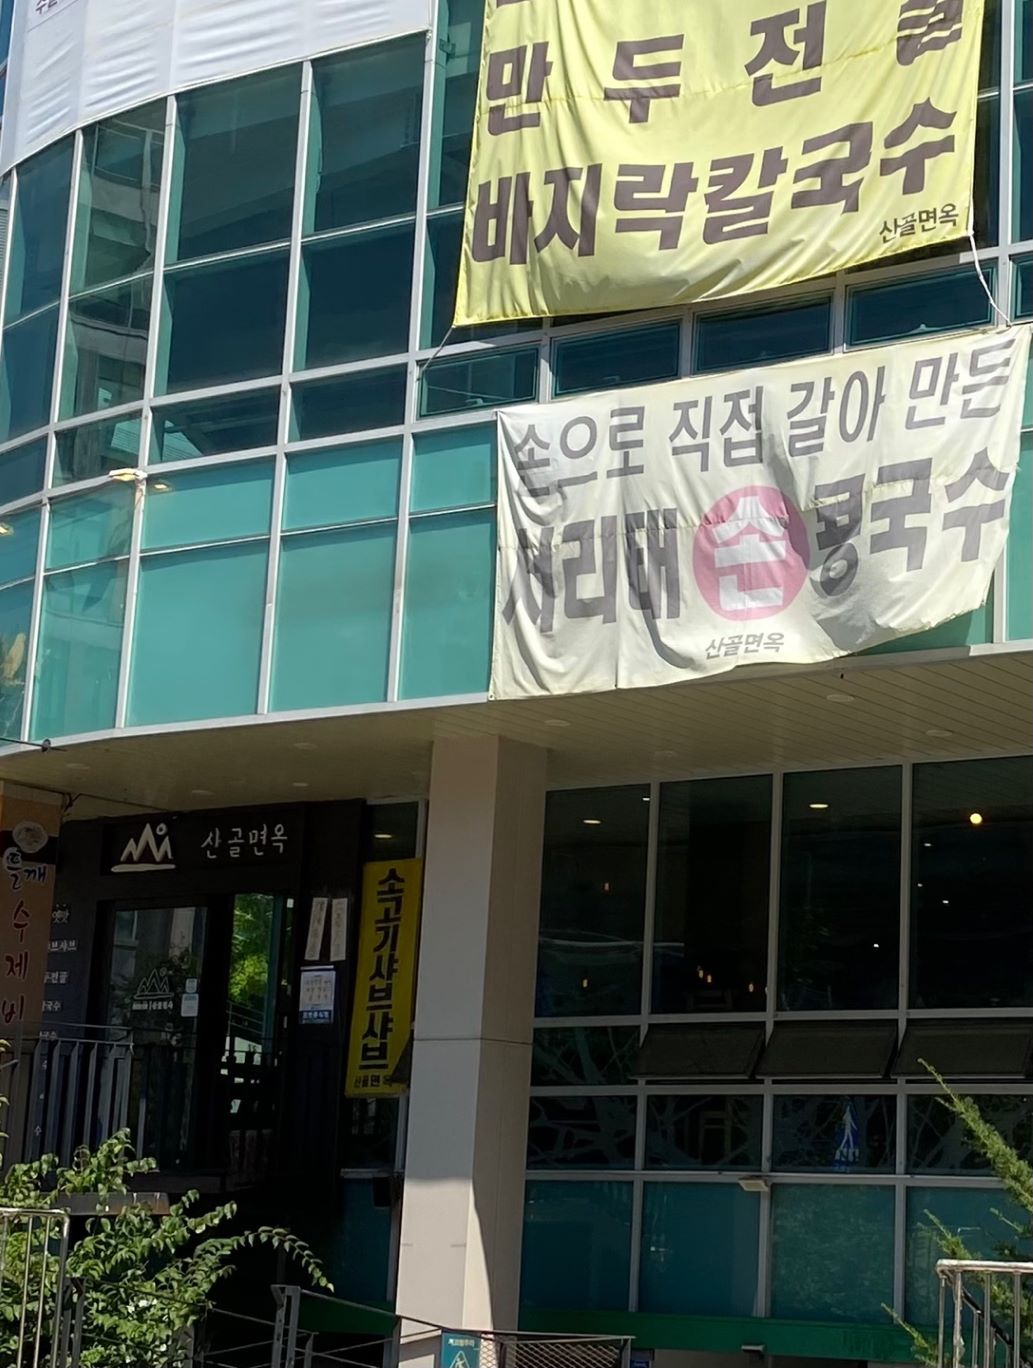 만두전골
바지락칼국수
산골면옥
손으로 직접 갈아 만든
서리태 손 콩국수
산골면옥
산골면옥
들깨
수제비
소고기샤브샤브
산골면옥